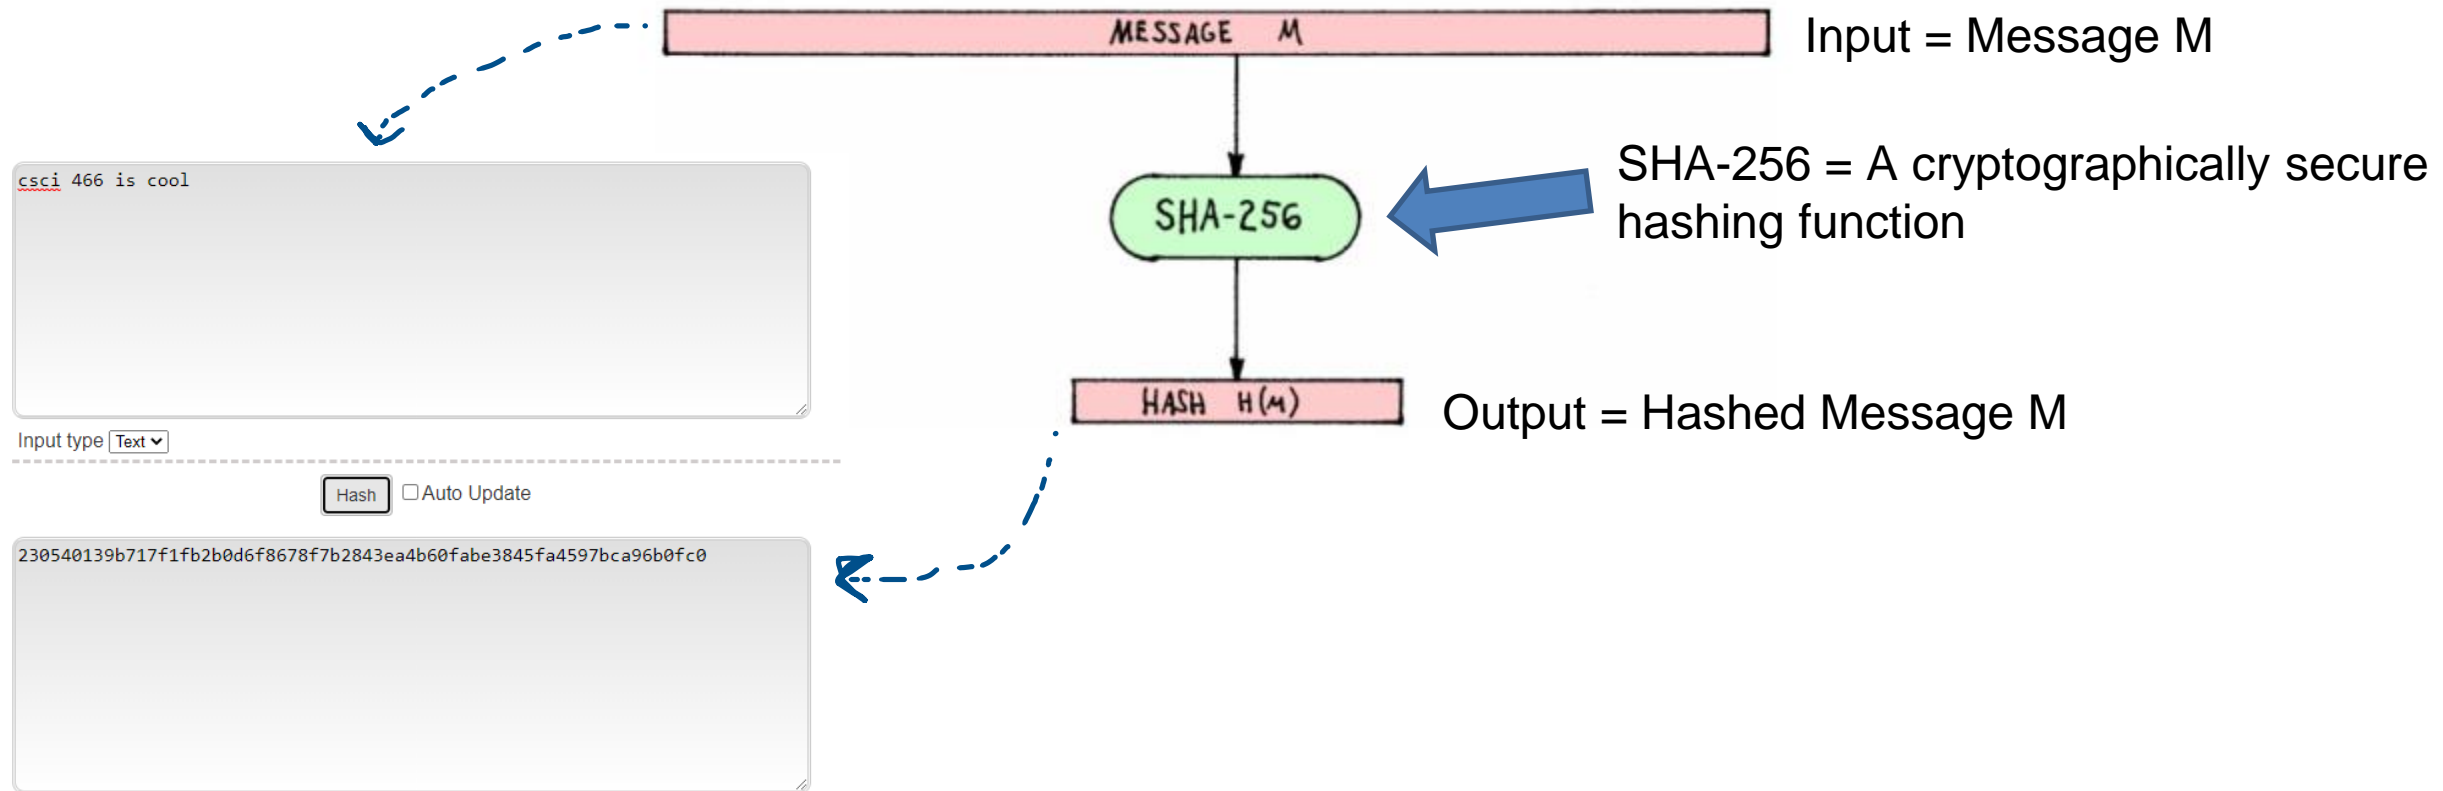 MESSAGE M
Input = Message M
csci 466 is cool
SHA-256
SHA-256 = A cryptographically secure
hashing function
HASH H(M)
Output = Hashed Message M
Input type Text
Hash Auto Update
230540139b717f1fb2b0d6f8678f7b2843ea4b60fabe3845fa4597bca96b0fc0